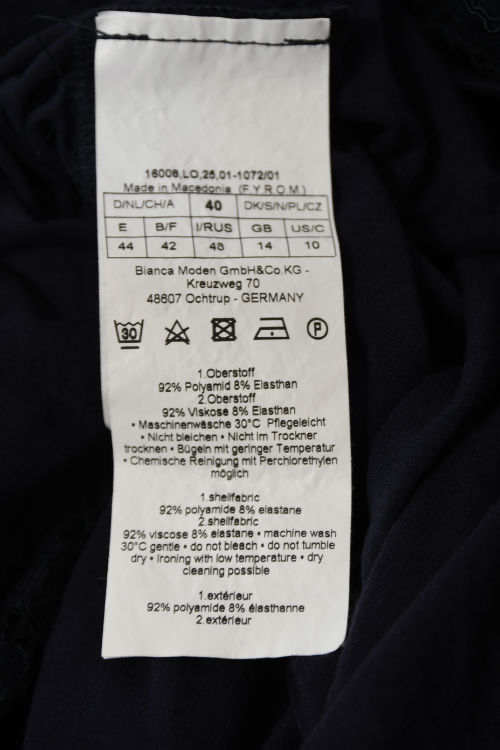 16006,LO,25,01-1072/01
Made in Macedonia (F.Y.R.O.M.)
D/NL/CH/A 40 DK/S/N/PL/CZ
E B/F I/RUS GB US/C
44 42 48 14 10
Bianca Moden GmbH&Co.KG -
Kreuzweg 70
48607 Ochtrup - GERMANY
30 P
1.Oberstoff
92% Polyamid 8% Elasthan
2.Oberstoff
92% Viskose 8% Elasthan
• Maschinenwäsche 30°C Pflegeleicht
• Nicht bleichen • Nicht im Trockner
trocknen • Bügeln mit geringer Temperatur
• Chemische Reinigung mit Perchlorethylen
möglich
1.shellfabric
92% polyamide 8% elastane
2.shellfabric
92% viscose 8% elastane • machine wash
30°C gentle • do not bleach • do not tumble
dry • ironing with low temperature • dry
cleaning possible
1.extérieur
92% polyamide 8% élasthanne
2.extérieur